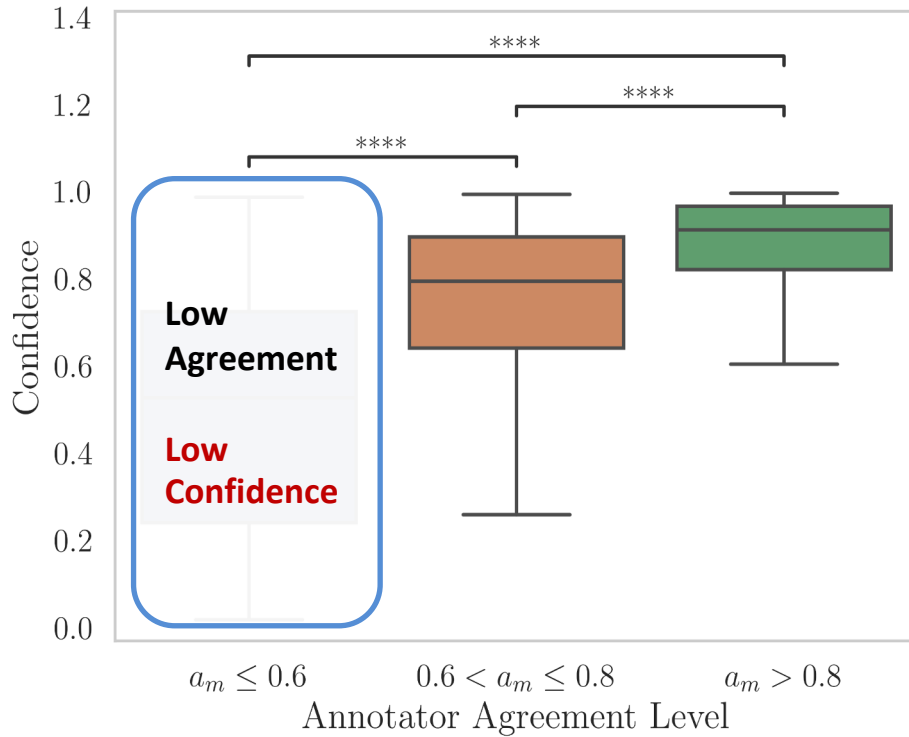 1.4
1.2
1.0
0.8
0.6
0.4
0.2
0.0
Confidence
****
****
****
Low
Agreement
Low
Confidence
a_m ≤ 0.6
0.6 < a_m ≤ 0.8
a_m > 0.8
Annotator Agreement Level